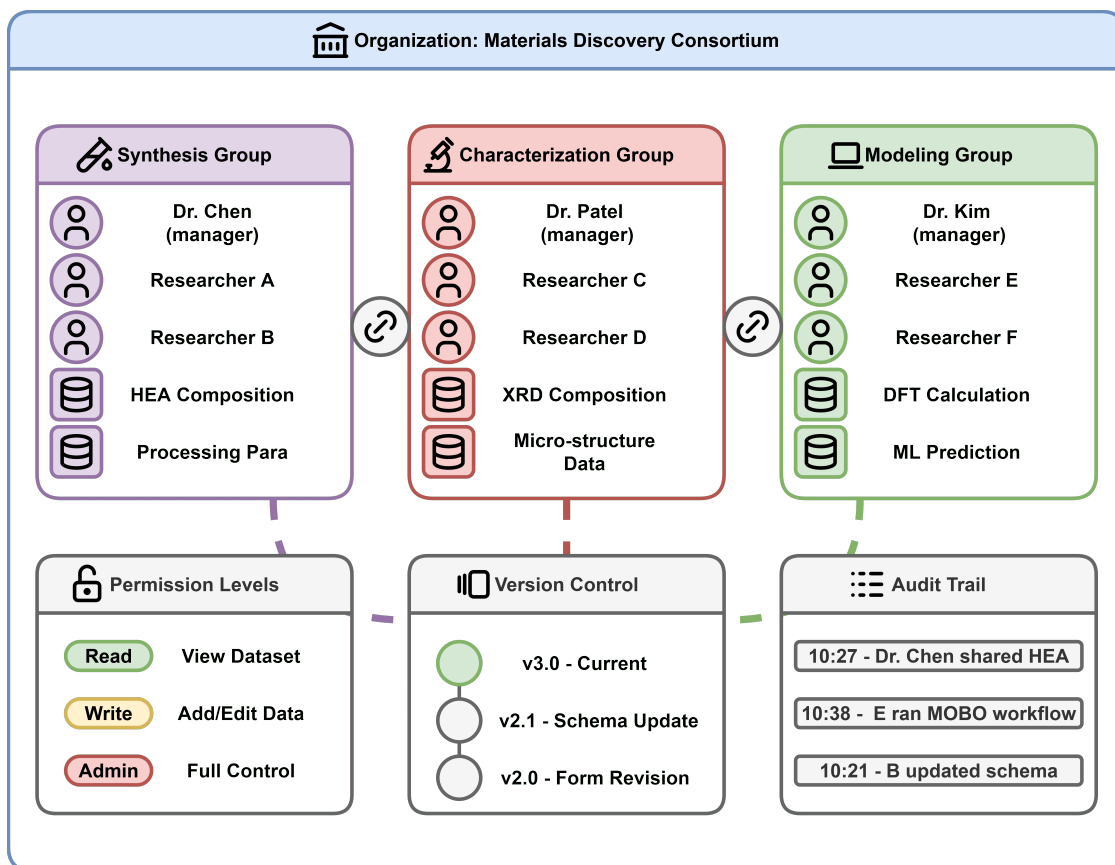 Organization: Materials Discovery Consortium
Synthesis Group
Dr. Chen
(manager)
Researcher A
Researcher B
HEA Composition
Processing Para
Characterization Group
Dr. Patel
(manager)
Researcher C
Researcher D
XRD Composition
Micro-structure
Data
Modeling Group
Dr. Kim
(manager)
Researcher E
Researcher F
DFT Calculation
ML Prediction
Permission Levels
Read View Dataset
Write Add/Edit Data
Admin Full Control
Version Control
v3.0 - Current
v2.1 - Schema Update
v2.0 - Form Revision
Audit Trail
10:27 - Dr. Chen shared HEA
10:38 - E ran MOBO workflow
10:21 - B updated schema